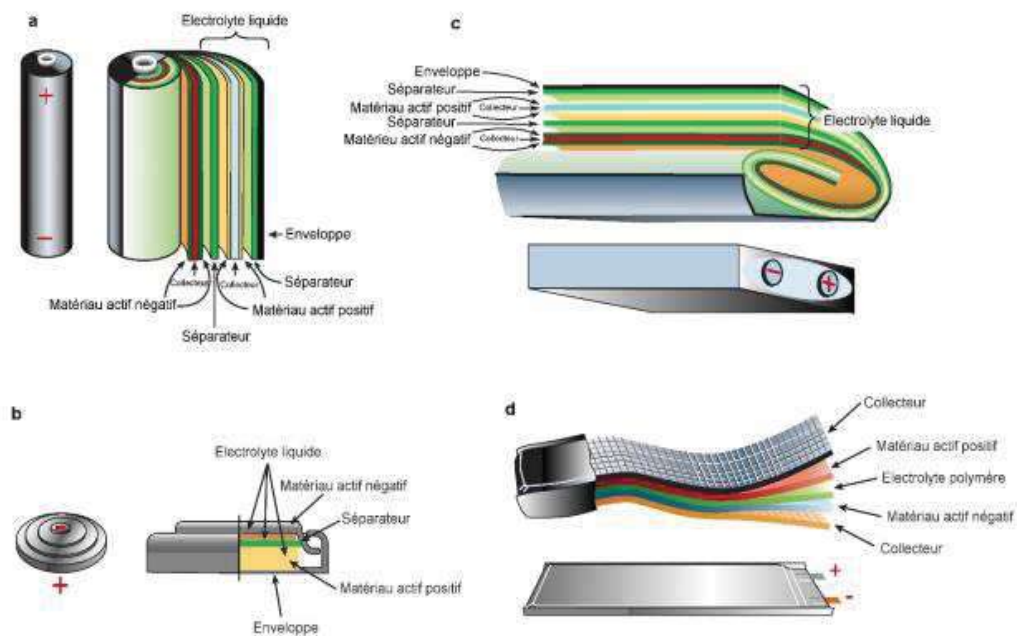 a
Electrolyte liquide
+
−
Enveloppe
Collecteur
Collecteur
Séparateur
Matériau actif négatif
Matériau actif positif
Séparateur
c
Enveloppe
Séparateur
Matériau actif positif
Collecteur
Séparateur
Matérieu actif négatif
Collecteur
Electrolyte liquide
−
+
b
Electrolyte liquide
Matériau actif négatif
Séparateur
Matériau actif positif
Enveloppe
+
d
Collecteur
Matériau actif positif
Electrolyte polymére
Matériau actif négatif
Collecteur
+
-